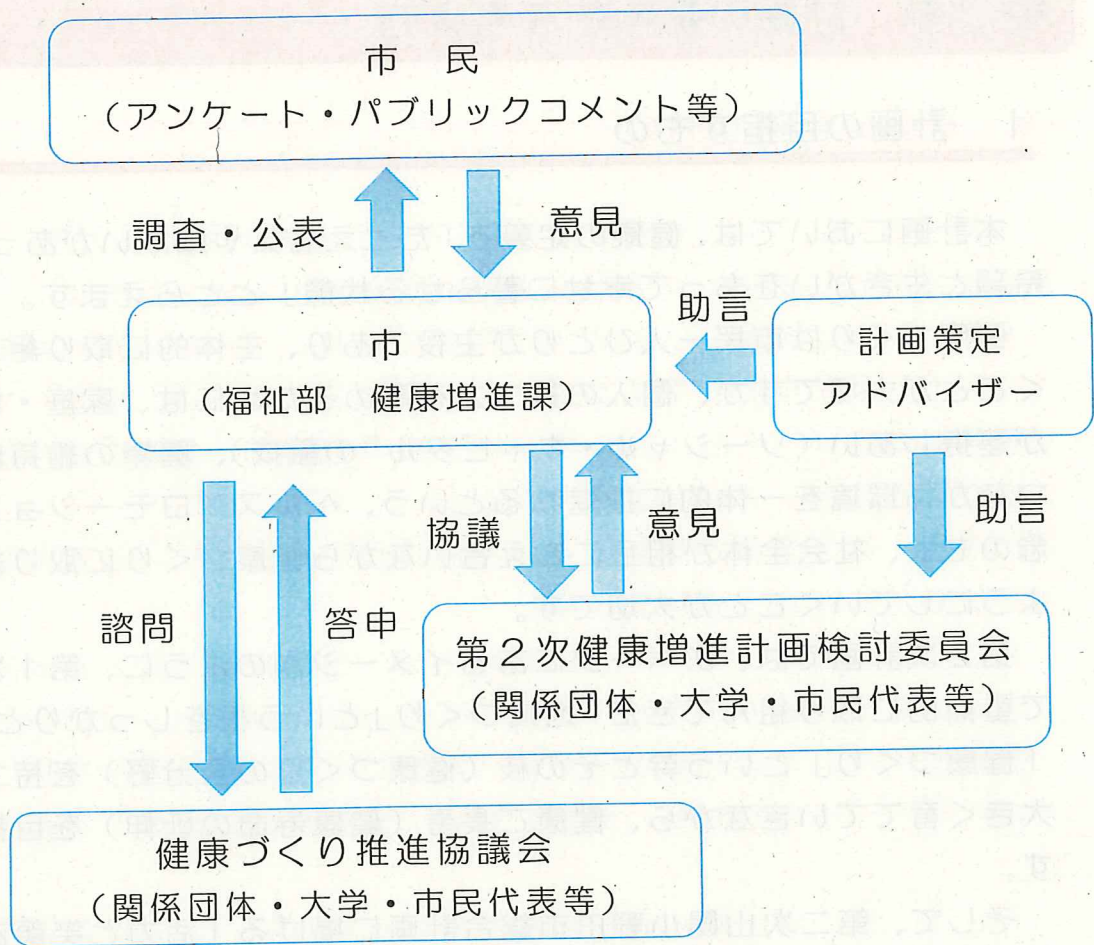 市　民
（アンケート・パブリックコメント等）
調査・公表
意見
助言
市
（福祉部　健康増進課）
計画策定
アドバイザー
協議
意見
助言
諮問
答申
第２次健康増進計画検討委員会
（関係団体・大学・市民代表等）
健康づくり推進協議会
（関係団体・大学・市民代表等）